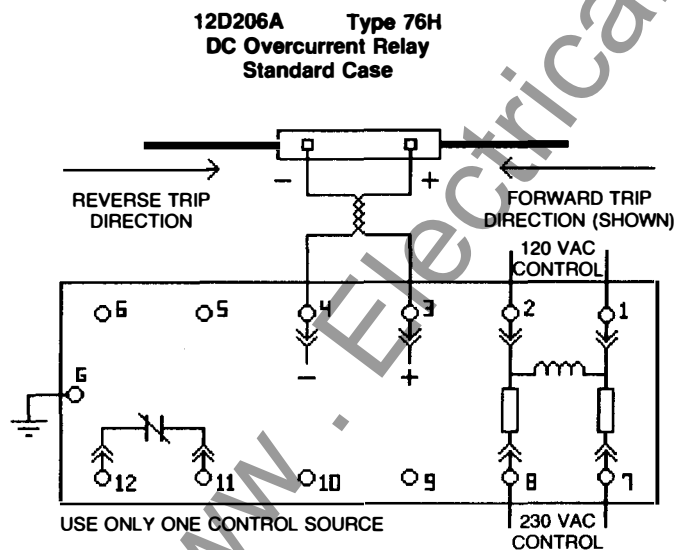 12D206A Type 76H
DC Overcurrent Relay
Standard Case
- +
REVERSE TRIP
DIRECTION
FORWARD TRIP
DIRECTION (SHOWN)
120 VAC
CONTROL
6 5 4 3 2 1
- +
G
12 11 10 9 8 7
USE ONLY ONE CONTROL SOURCE
230 VAC
CONTROL
www . Electrical